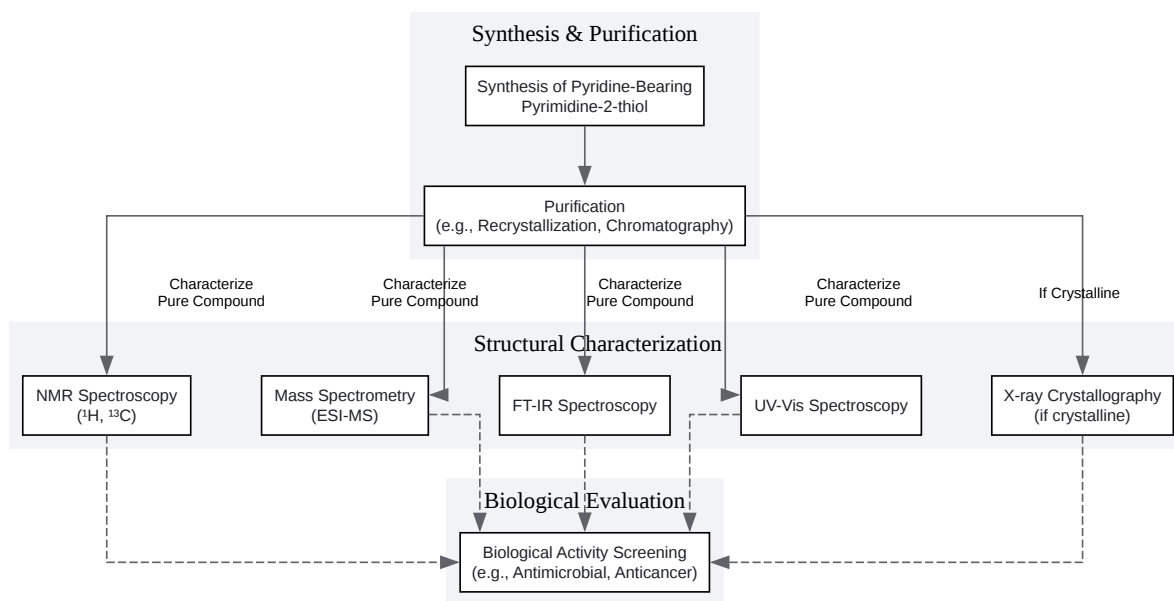 Synthesis & Purification
Synthesis of Pyridine-Bearing
Pyrimidine-2-thiol
Purification
(e.g., Recrystallization, Chromatography)
Characterize
Pure Compound
Characterize
Pure Compound
Characterize
Pure Compound
Characterize
Pure Compound
If Crystalline
Structural Characterization
NMR Spectroscopy
(¹H, ¹³C)
Mass Spectrometry
(ESI-MS)
FT-IR Spectroscopy
UV-Vis Spectroscopy
X-ray Crystallography
(if crystalline)
Biological Evaluation
Biological Activity Screening
(e.g., Antimicrobial, Anticancer)